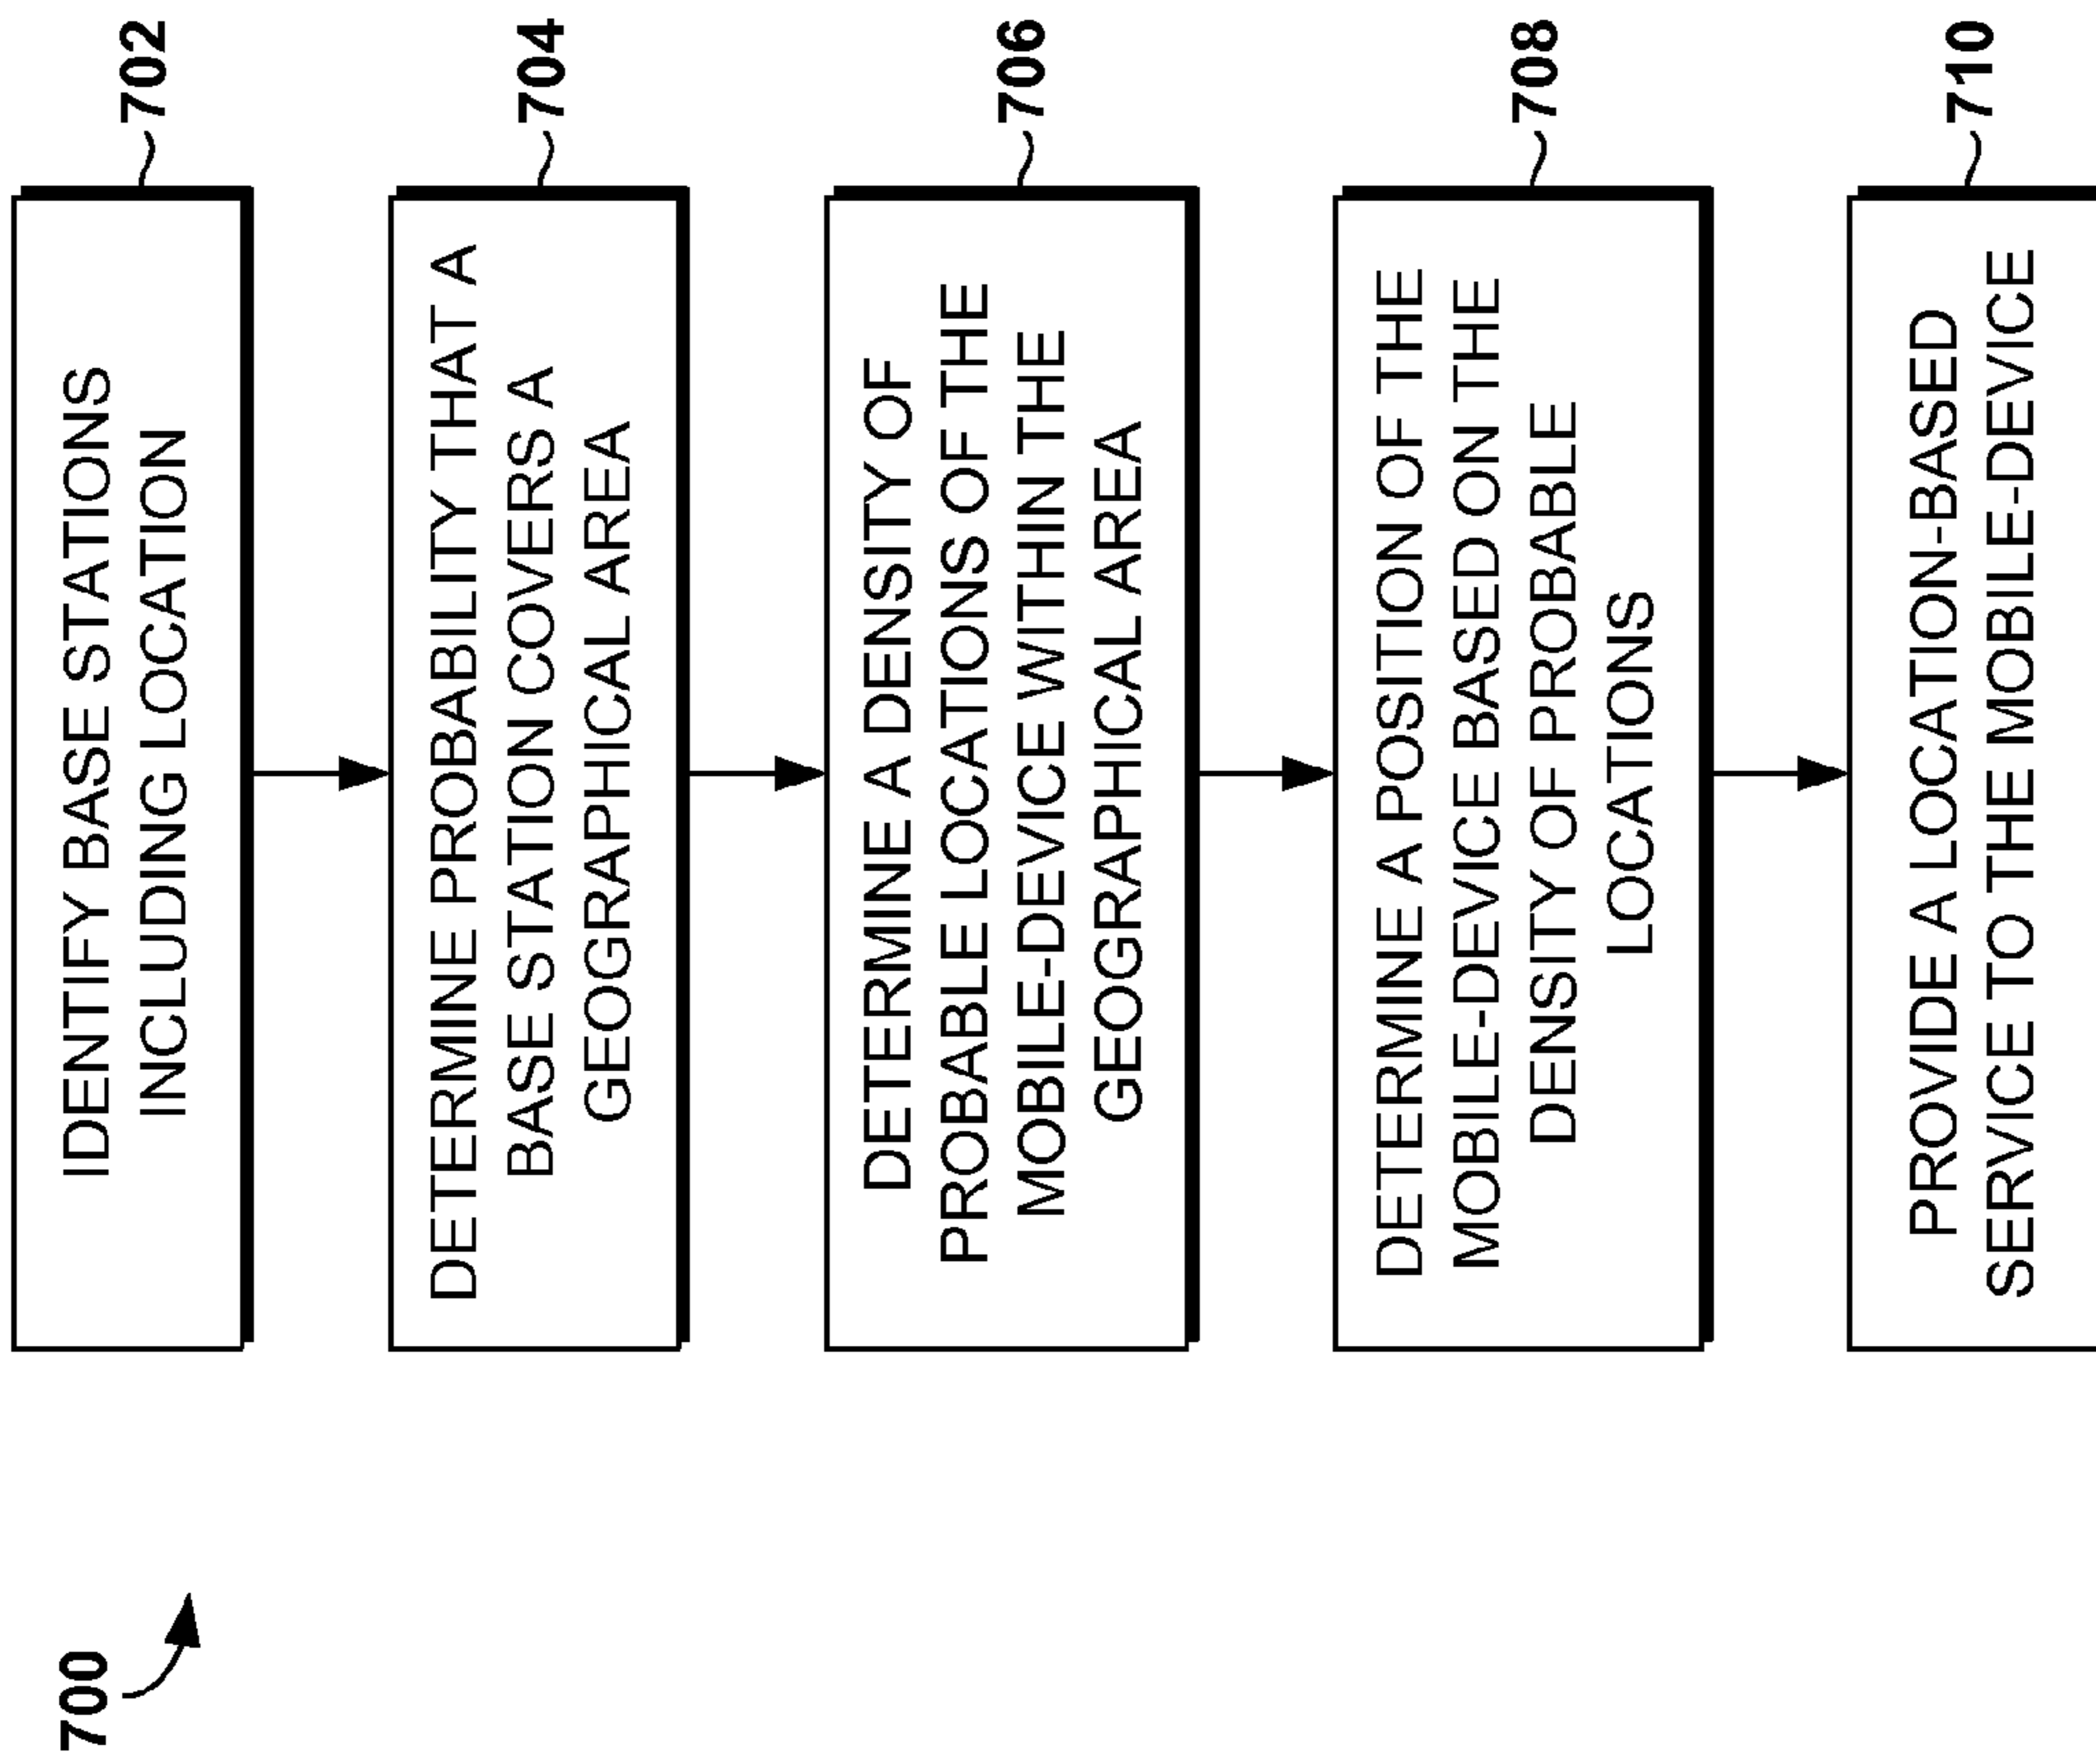 700
IDENTIFY BASE STATIONS
INCLUDING LOCATION
702
DETERMINE PROBABILITY THAT A
BASE STATION COVERS A
GEOGRAPHICAL AREA
704
DETERMINE A DENSITY OF
PROBABLE LOCATIONS OF THE
MOBILE-DEVICE WITHIN THE
GEOGRAPHICAL AREA
706
DETERMINE A POSITION OF THE
MOBILE-DEVICE BASED ON THE
DENSITY OF PROBABLE
LOCATIONS
708
PROVIDE A LOCATION-BASED
SERVICE TO THE MOBILE-DEVICE
710